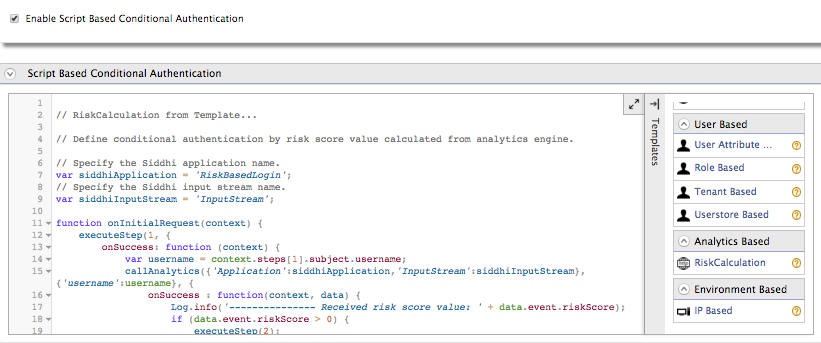 Enable Script Based Conditional Authentication
Script Based Conditional Authentication
1
2 // RiskCalculation from Template...
3
4 // Define conditional authentication by risk score value calculated from analytics engine.
5
6 // Specify the Siddhi application name.
7 var siddhiApplication = 'RiskBasedLogin';
8 // Specify the Siddhi input stream name.
9 var siddhiInputStream = 'InputStream';
10
11 function onInitialRequest(context) {
12 executeStep(1, {
13 onSuccess: function (context) {
14 var username = context.steps[1].subject.username;
15 callAnalytics({'Application':siddhiApplication,'InputStream':siddhiInputStream},
{'username':username}, {
16 onSuccess : function(context, data) {
17 Log.info('--------------- Received risk score value: ' + data.event.riskScore);
18 if (data.event.riskScore > 0) {
19 executeStep(2);
Templates
User Based
User Attribute ...
Role Based
Tenant Based
Userstore Based
Analytics Based
RiskCalculation
Environment Based
IP Based